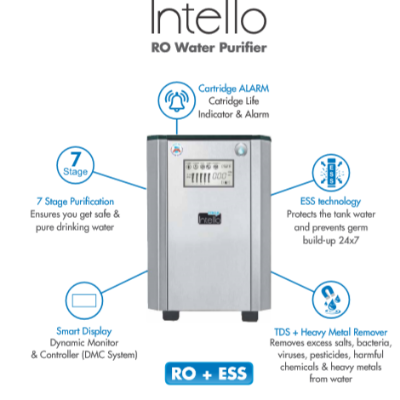 Intello
RO Water Purifier
Cartridge ALARM
Catridge Life
Indicator & Alarm
7
Stage
7 Stage Purification
Ensures you get safe &
pure drinking water
ESS
ESS technology
Protects the tank water
and prevents germ
build-up 24x7
Intello
Smart Display
Dynamic Monitor
& Controller (DMC System)
TDS + Heavy Metal Remover
Removes excess salts, bacteria,
viruses, pesticides, harmful
chemicals & heavy metals
from water
RO + ESS